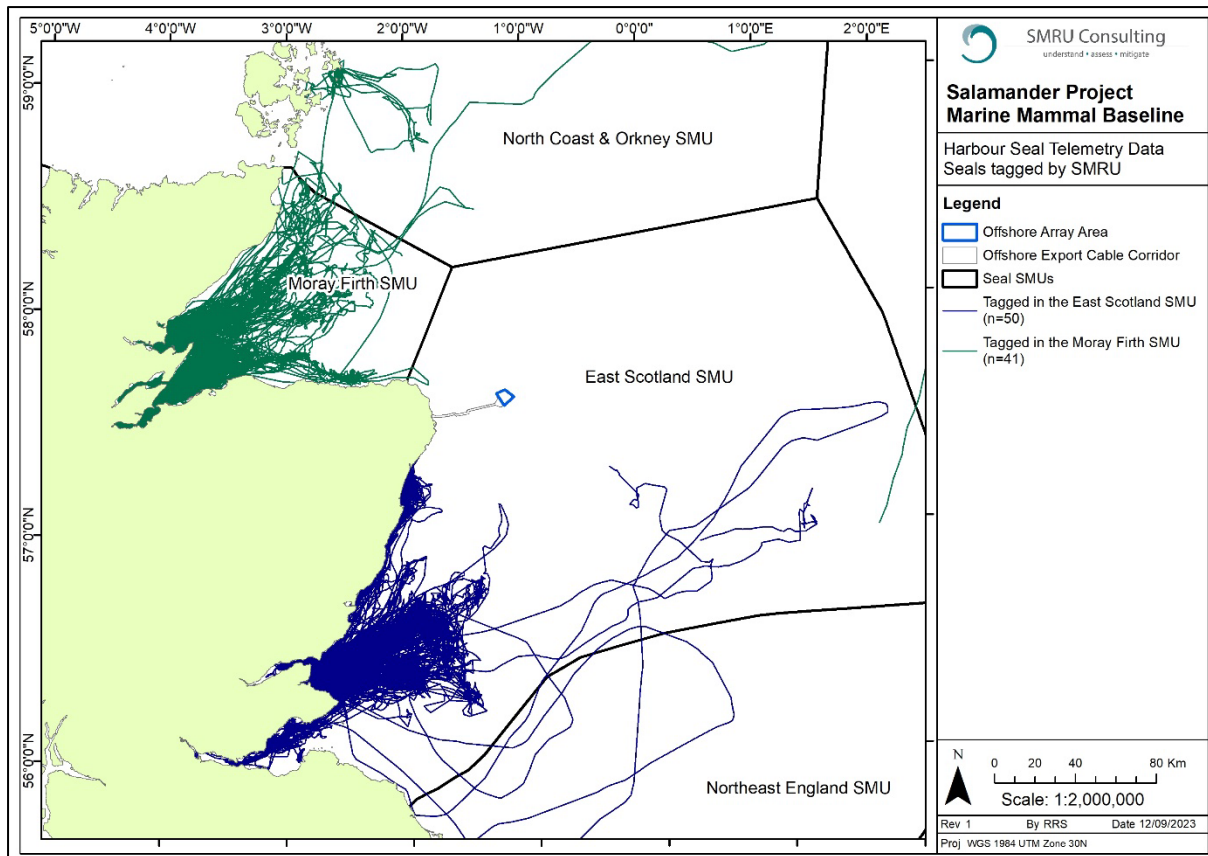 5°0'0"W 4°0'0"W 3°0'0"W 2°0'0"W 1°0'0"W 0°0'0" 1°0'0"E 2°0'0"E
59°0'0"N
58°0'0"N
57°0'0"N
56°0'0"N
North Coast & Orkney SMU
Moray Firth SMU
East Scotland SMU
Northeast England SMU
SMRU Consulting
understand • assess • mitigate
Salamander Project
Marine Mammal Baseline
Harbour Seal Telemetry Data
Seals tagged by SMRU
Legend
Offshore Array Area
Offshore Export Cable Corridor
Seal SMUs
Tagged in the East Scotland SMU
(n=50)
Tagged in the Moray Firth SMU
(n=41)
N
0 20 40 80 Km
Scale: 1:2,000,000
Rev 1 By RRS Date 12/09/2023
Proj WGS 1984 UTM Zone 30N